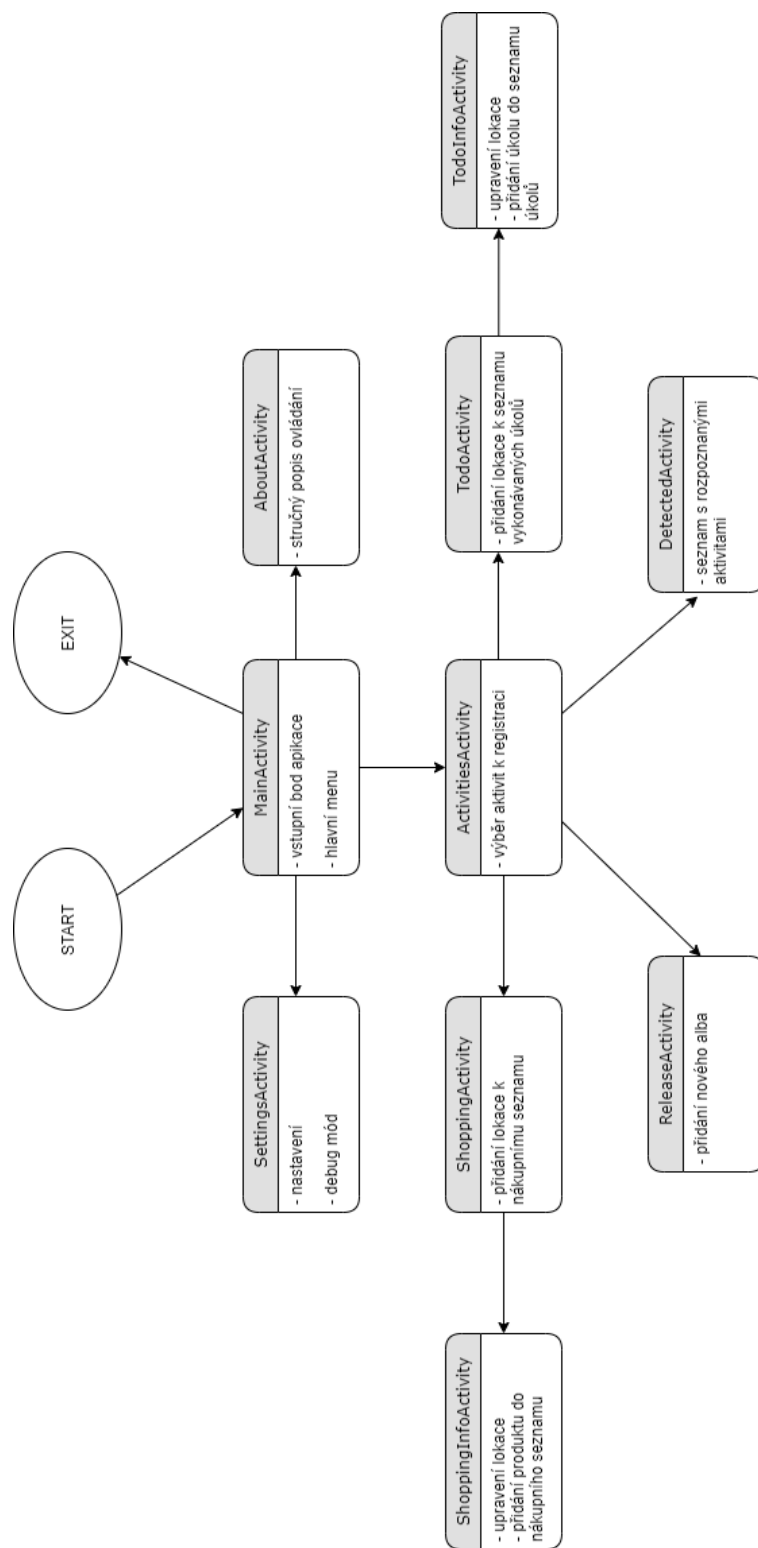 START
EXIT
SettingsActivity
- nastavení
- debug mód
MainActivity
- vstupní bod apikace
- hlavní menu
AboutActivity
- stručný popis ovládání
ShoppingInfoActivity
- upravení lokace
- přidání produktu do
nákupního seznamu
ShoppingActivity
- přidání lokace k
nákupnímu seznamu
ActivitiesActivity
- výběr aktivit k registraci
TodoActivity
- přidání lokace k seznamu
vykonávaných úkolů
TodoInfoActivity
- upravení lokace
- přidání úkolu do seznamu
úkolů
ReleaseActivity
- přidání nového alba
DetectedActivity
- seznam s rozpoznanými
aktivitami